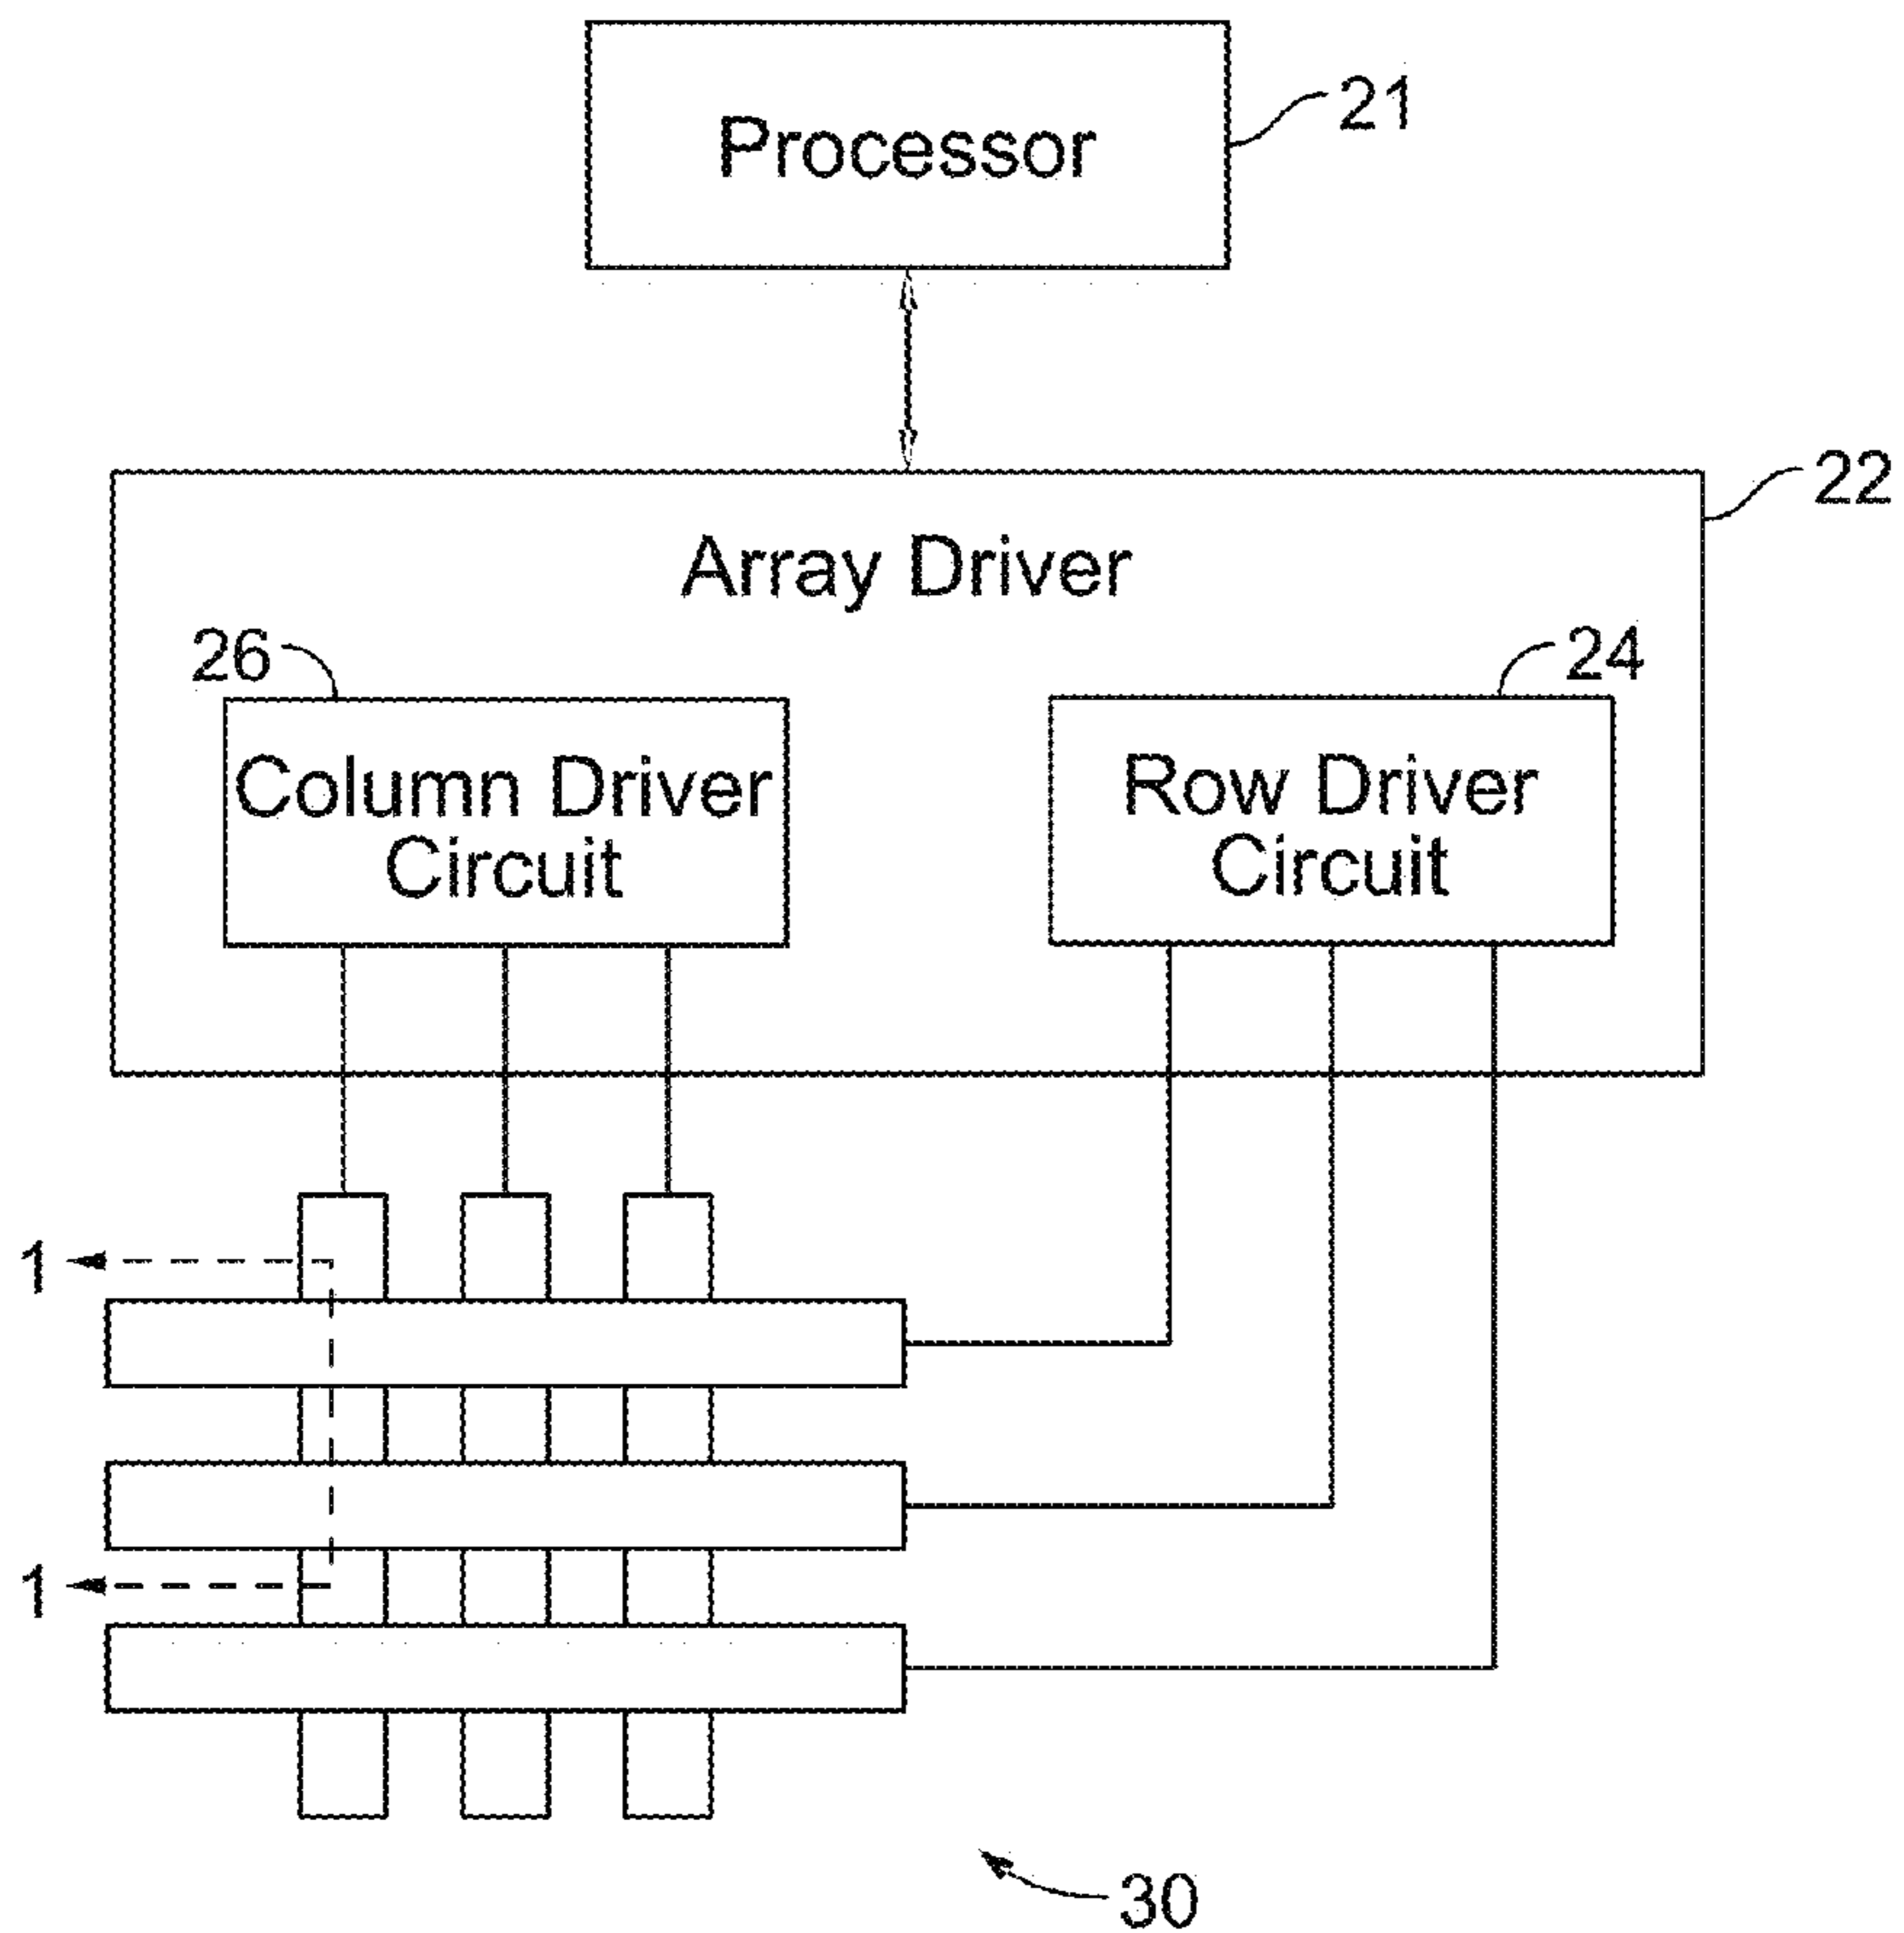 Processor
21
22
Array Driver
26
24
Column Driver
Circuit
Row Driver
Circuit
1
1
30